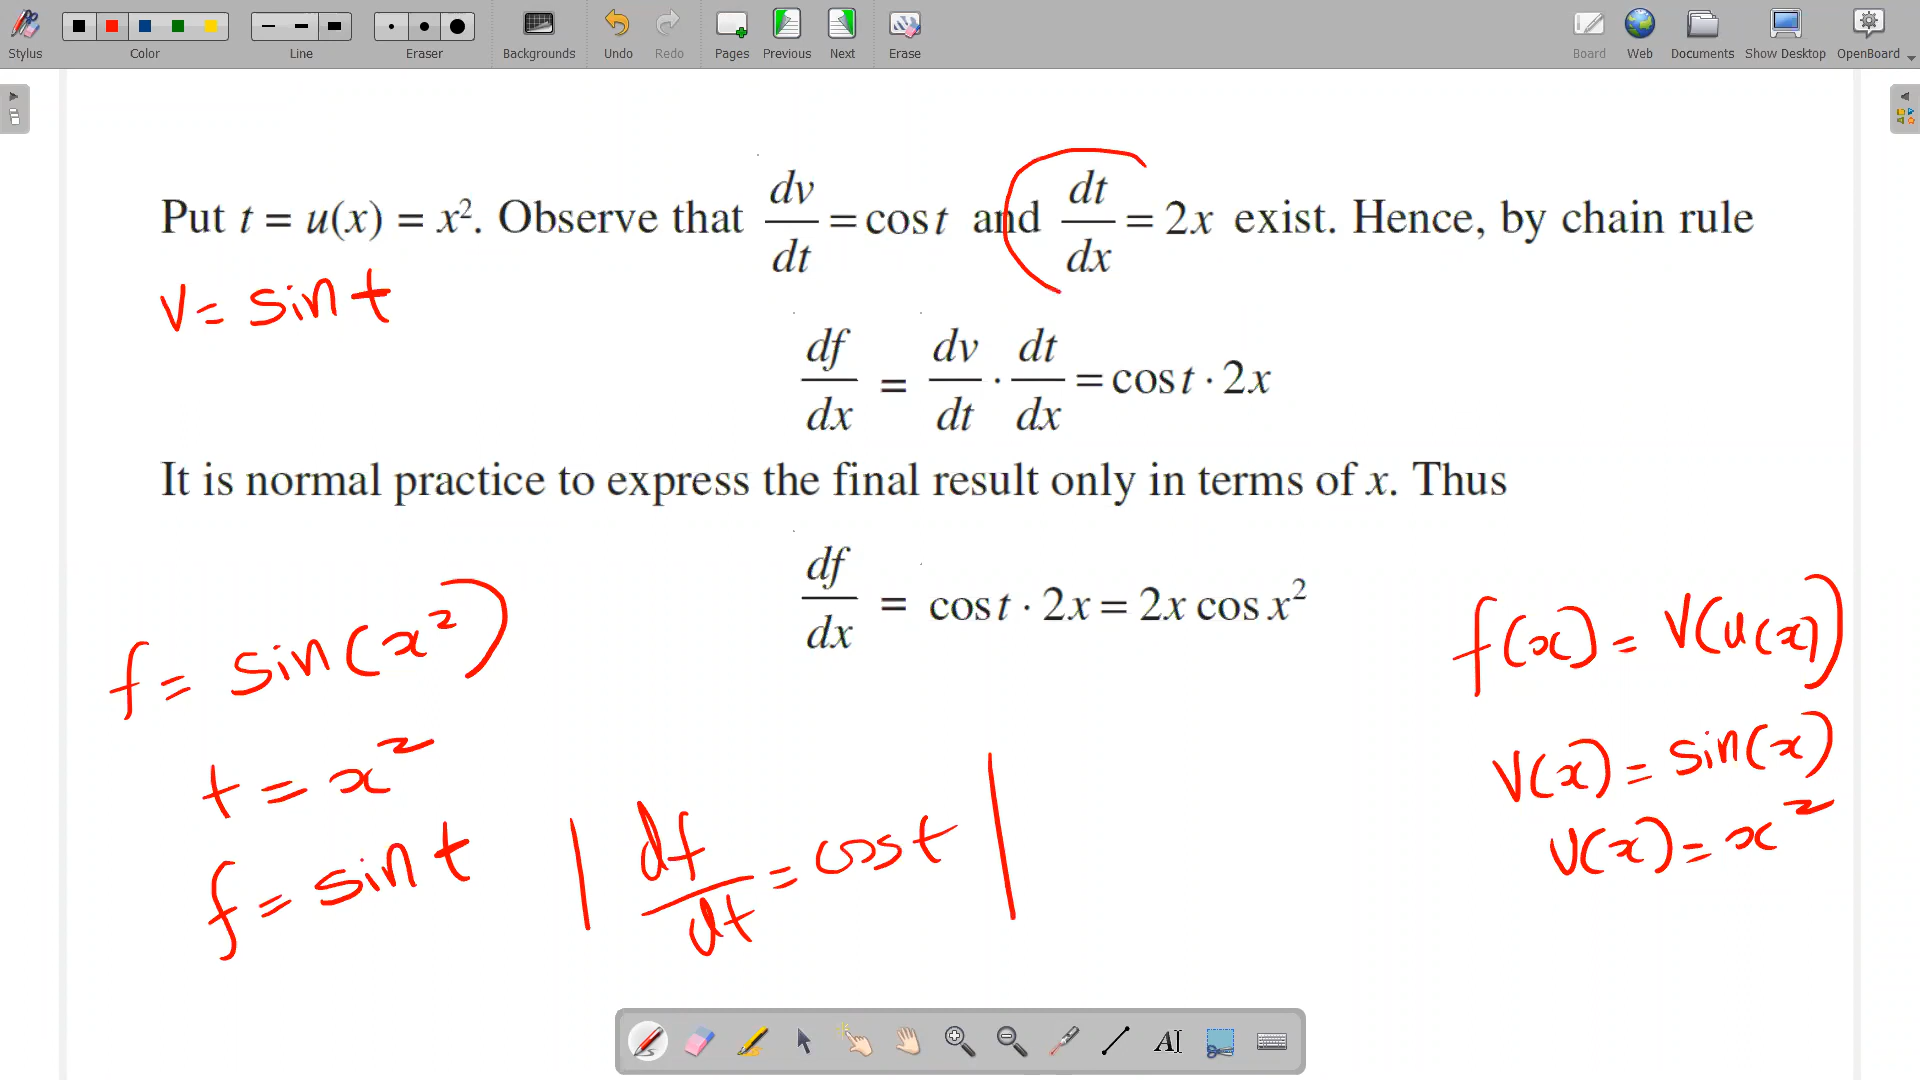 Stylus Color Line Eraser Backgrounds Undo Redo Pages Previous Next Erase Board Web Documents Show Desktop OpenBoard
Put t = u(x) = x². Observe that dv/dt = cos t and dt/dx = 2x exist. Hence, by chain rule
v = sin t
df/dx = dv/dt · dt/dx = cos t · 2x
It is normal practice to express the final result only in terms of x. Thus
df/dx = cos t · 2x = 2x cos x²
f = sin(x²)
t = x²
f = sin t | df/dt = cos t |
f(x) = v(u(x))
v(x) = sin(x)
v(x) = x²